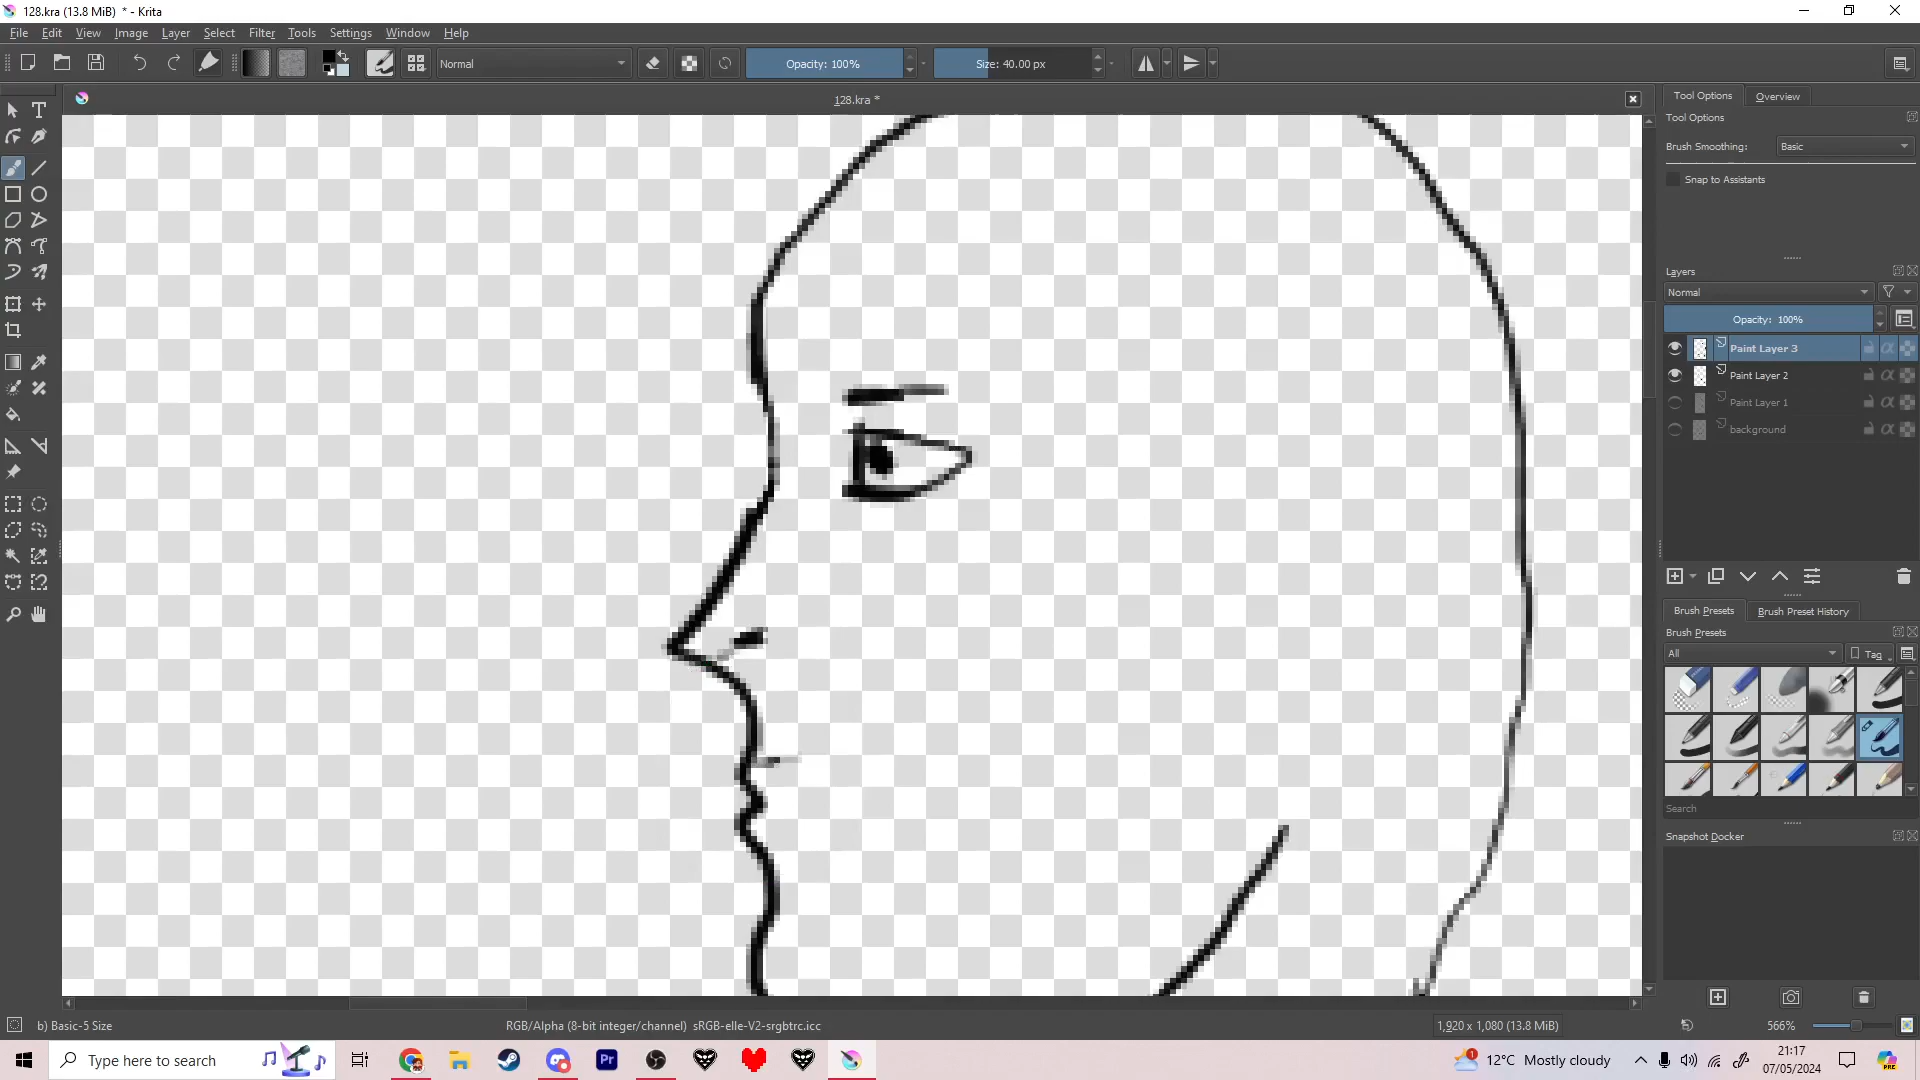 128.kra (13.8 MiB)  * - Krita
File Edit View Image Layer Select Filter Tools Settings Window Help
Normal
Opacity: 100%
Size: 40.00 px
128.kra *
Tool Options
Overview
Tool Options
Brush Smoothing:
Basic
Snap to Assistants
Layers
Normal
Opacity:  100%
Paint Layer 3
Paint Layer 2
Paint Layer 1
background
Brush Presets
Brush Preset History
Brush Presets
All
Tag
Search
Snapshot Docker
b) Basic-5 Size
RGB/Alpha (8-bit integer/channel)  sRGB-elle-V2-srgbtrc.icc
1,920 x 1,080 (13.8 MiB)
566%
Type here to search
Pr
1
12°C  Mostly cloudy
21:17
07/05/2024
PRE